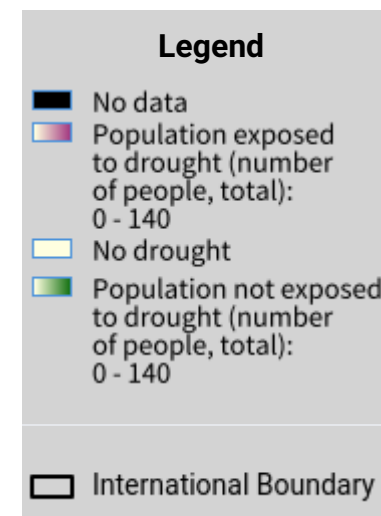 Legend
No data
Population exposed
to drought (number
of people, total):
0 - 140
No drought
Population not exposed
to drought (number
of people, total):
0 - 140
International Boundary